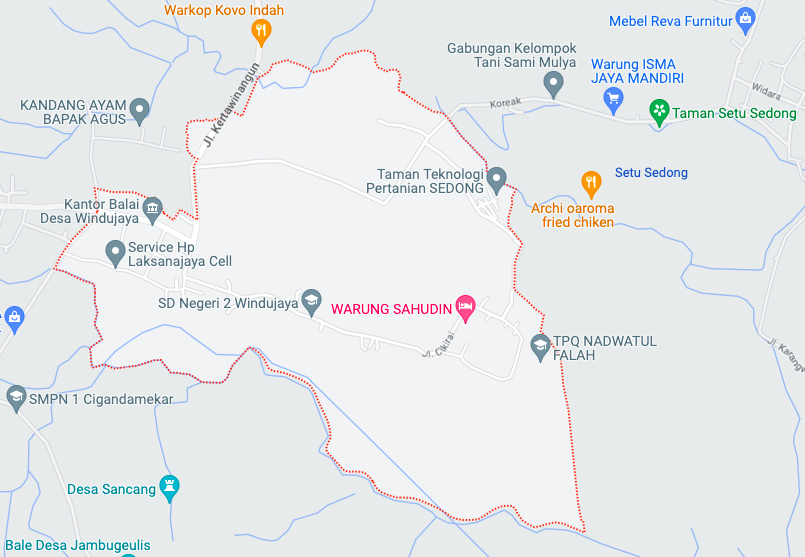 Warkop Kovo Indah
Mebel Reva Furnitur
Gabungan Kelompok
Tani Sami Mulya
Warung ISMA
JAYA MANDIRI
Widara
KANDANG AYAM
BAPAK AGUS
Jl. Kertawinangun
Koreak
Taman Setu Sedong
Taman Teknologi
Pertanian SEDONG
Setu Sedong
Kantor Balai
Desa Windujaya
Archi oaroma
fried chiken
Service Hp
Laksanajaya Cell
SD Negeri 2 Windujaya
WARUNG SAHUDIN
Jl. Cikirai
TPQ NADWATUL
FALAH
SMPN 1 Cigandamekar
Desa Sancang
Bale Desa Jambugeulis